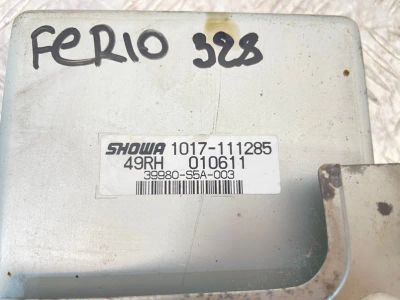 FERIO 328
SHOWA 1017-111285
49RH 010611
39980-S5A-003